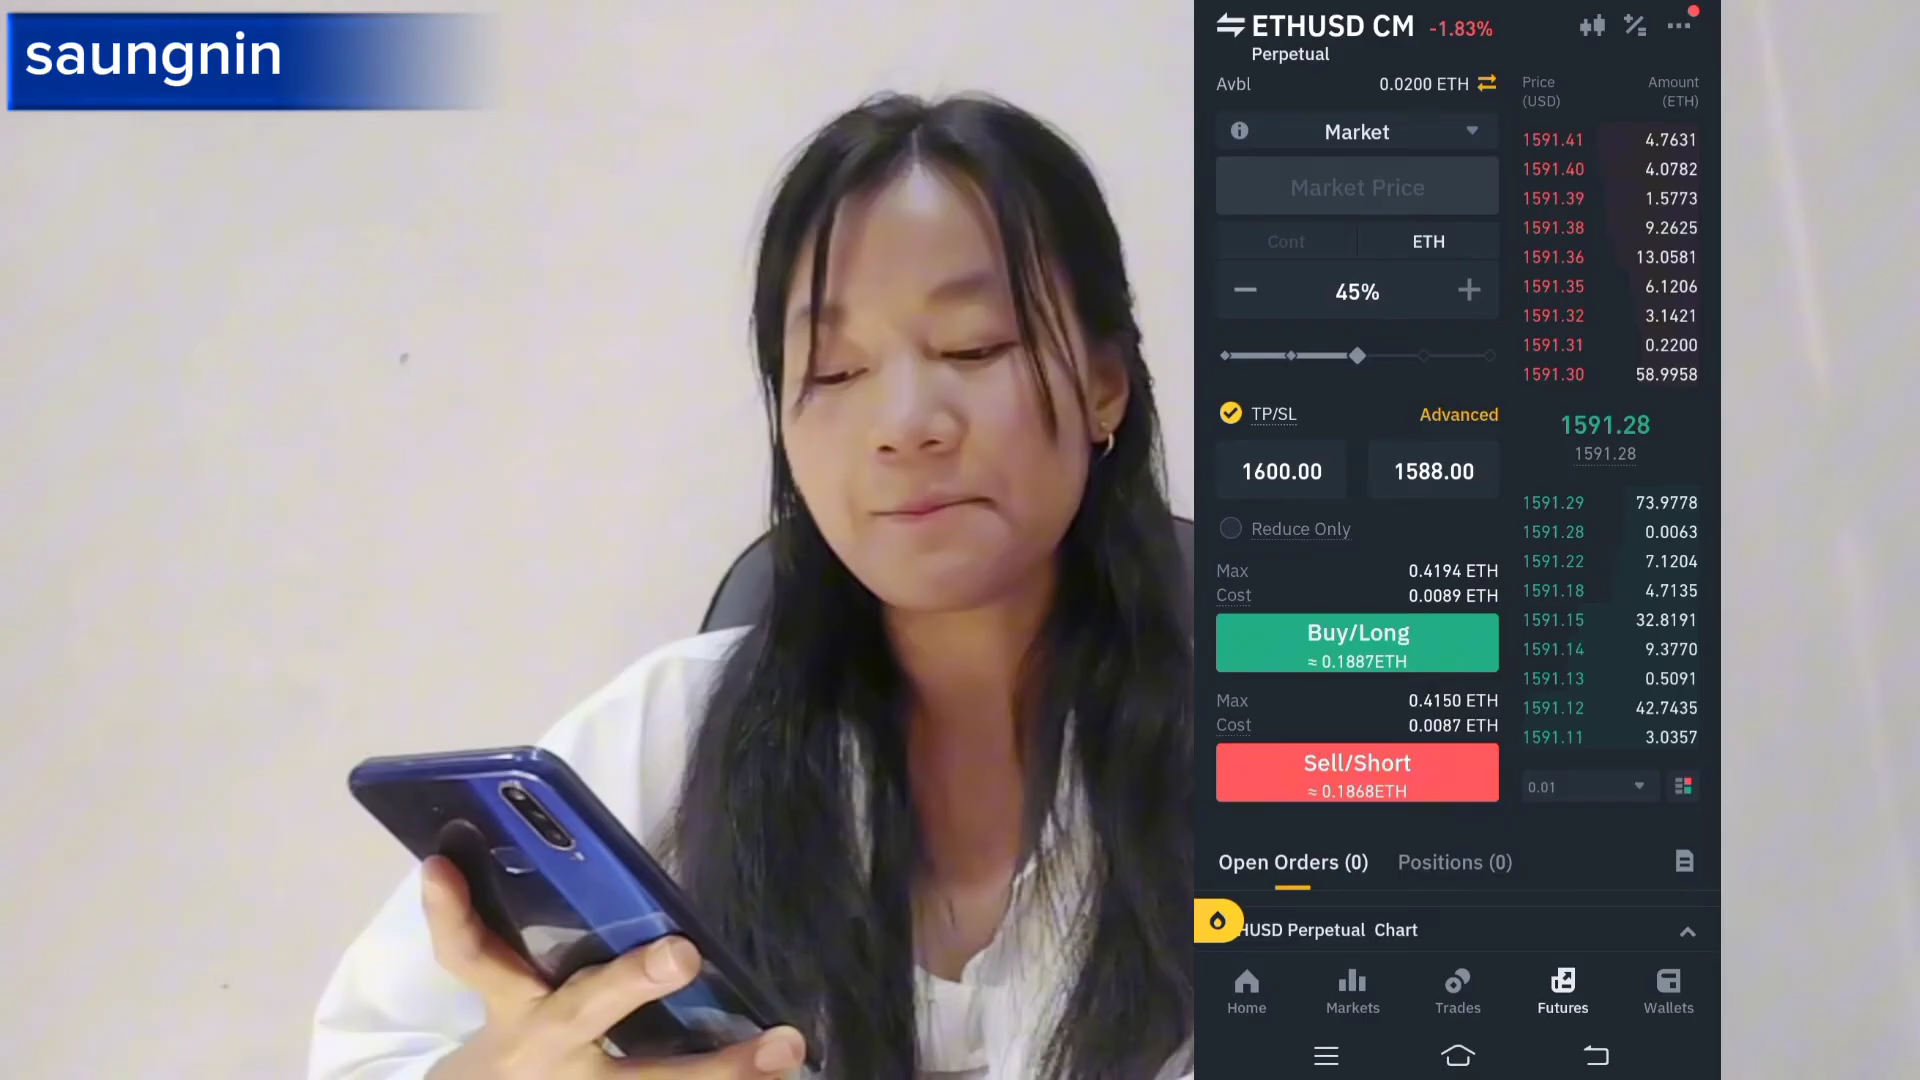 saungnin
ETHUSD CM -1.83%
Perpetual
Avbl 0.0200 ETH
Market
Market Price
Cont ETH
45%
TP/SL Advanced
1600.00 1588.00
Reduce Only
Max 0.4194 ETH
Cost 0.0089 ETH
Buy/Long
≈ 0.1887ETH
Max 0.4150 ETH
Cost 0.0087 ETH
Sell/Short
≈ 0.1868ETH
Price Amount
(USD) (ETH)
1591.41 4.7631
1591.40 4.0782
1591.39 1.5773
1591.38 9.2625
1591.36 13.0581
1591.35 6.1206
1591.32 3.1421
1591.31 0.2200
1591.30 58.9958
1591.28
1591.28
1591.29 73.9778
1591.28 0.0063
1591.22 7.1204
1591.18 4.7135
1591.15 32.8191
1591.14 9.3770
1591.13 0.5091
1591.12 42.7435
1591.11 3.0357
0.01
Open Orders (0) Positions (0)
HUSD Perpetual Chart
Home Markets Trades Futures Wallets